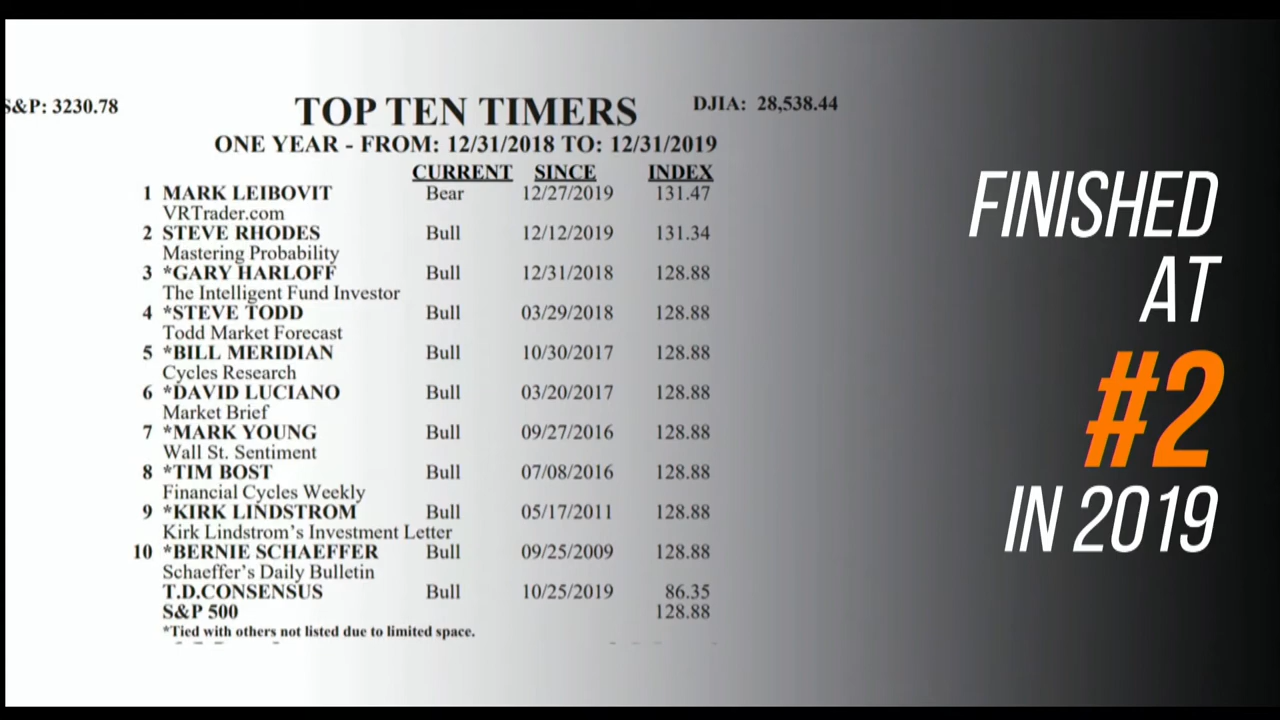 S&P: 3230.78
TOP TEN TIMERS
DJIA: 28,538.44
ONE YEAR - FROM: 12/31/2018 TO: 12/31/2019
CURRENT SINCE INDEX
1 MARK LEIBOVIT Bear 12/27/2019 131.47
VRTrader.com
2 STEVE RHODES Bull 12/12/2019 131.34
Mastering Probability
3 *GARY HARLOFF Bull 12/31/2018 128.88
The Intelligent Fund Investor
4 *STEVE TODD Bull 03/29/2018 128.88
Todd Market Forecast
5 *BILL MERIDIAN Bull 10/30/2017 128.88
Cycles Research
6 *DAVID LUCIANO Bull 03/20/2017 128.88
Market Brief
7 *MARK YOUNG Bull 09/27/2016 128.88
Wall St. Sentiment
8 *TIM BOST Bull 07/08/2016 128.88
Financial Cycles Weekly
9 *KIRK LINDSTROM Bull 05/17/2011 128.88
Kirk Lindstrom's Investment Letter
10 *BERNIE SCHAEFFER Bull 09/25/2009 128.88
Schaeffer's Daily Bulletin
T.D.CONSENSUS Bull 10/25/2019 86.35
S&P 500 128.88
*Tied with others not listed due to limited space.
FINISHED
AT
#2
IN 2019